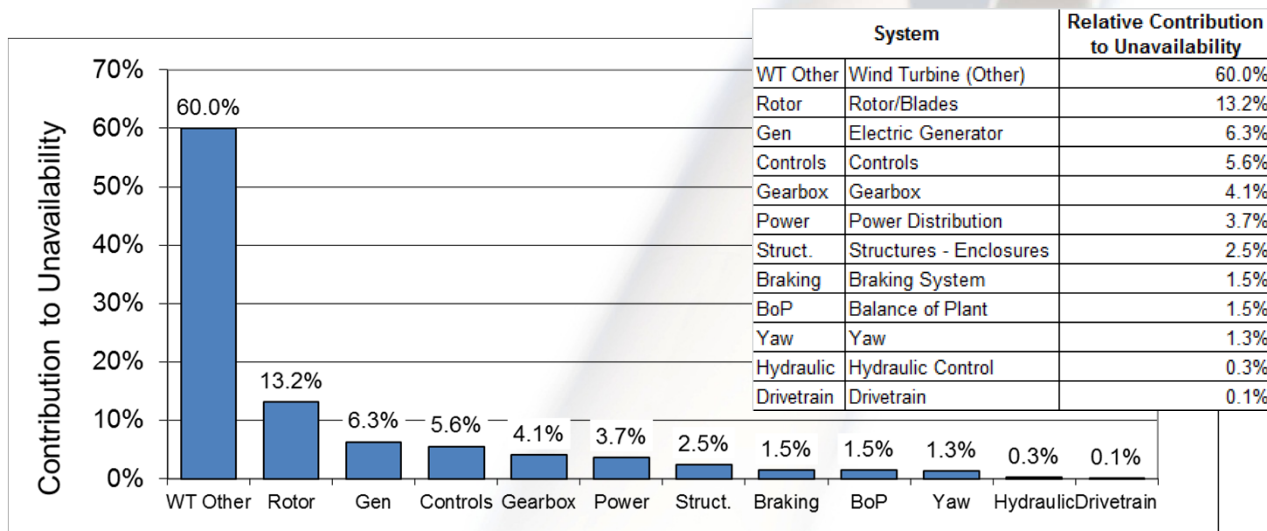 System Relative Contribution
to Unavailability
WT Other Wind Turbine (Other) 60.0%
Rotor Rotor/Blades 13.2%
Gen Electric Generator 6.3%
Controls Controls 5.6%
Gearbox Gearbox 4.1%
Power Power Distribution 3.7%
Struct. Structures - Enclosures 2.5%
Braking Braking System 1.5%
BoP Balance of Plant 1.5%
Yaw Yaw 1.3%
Hydraulic Hydraulic Control 0.3%
Drivetrain Drivetrain 0.1%
Contribution to Unavailability
70%
60%
50%
40%
30%
20%
10%
0%
60.0% 13.2% 6.3% 5.6% 4.1% 3.7% 2.5% 1.5% 1.5% 1.3% 0.3% 0.1%
WT Other Rotor Gen Controls Gearbox Power Struct. Braking BoP Yaw Hydraulic Drivetrain